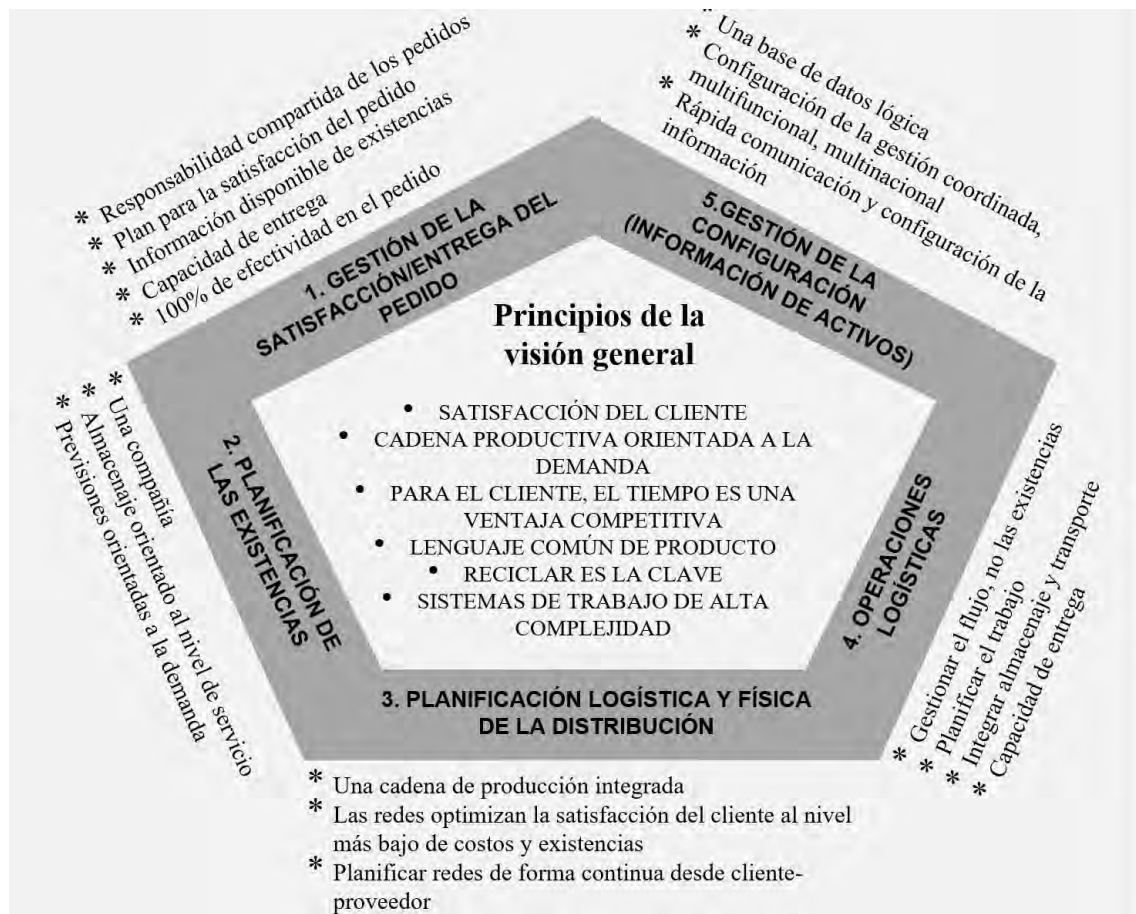 * Responsabilidad compartida de los pedidos
* Plan para la satisfacción del pedido
* Información disponible de existencias
* Capacidad de entrega
* 100% de efectividad en el pedido
1. GESTIÓN DE LA
SATISFACCIÓN/ENTREGA DEL
PEDIDO
* Una base de datos lógica
* Configuración de la gestión coordinada,
multifuncional, multinacional
* Rápida comunicación y configuración de la
información
5.GESTIÓN DE LA
CONFIGURACIÓN
(INFORMACIÓN DE ACTIVOS)
Principios de la
visión general
• SATISFACCIÓN DEL CLIENTE
• CADENA PRODUCTIVA ORIENTADA A LA
DEMANDA
• PARA EL CLIENTE, EL TIEMPO ES UNA
VENTAJA COMPETITIVA
• LENGUAJE COMÚN DE PRODUCTO
• RECICLAR ES LA CLAVE
• SISTEMAS DE TRABAJO DE ALTA
COMPLEJIDAD
* Una compañía
* Almacenaje orientado al nivel de servicio
* Previsiones orientadas a la demanda
2. PLANIFICACIÓN DE
LAS EXISTENCIAS
4. OPERACIONES
LOGÍSTICAS
* Gestionar el flujo, no las existencias
* Planificar el trabajo
* Integrar almacenaje y transporte
* Capacidad de entrega
3. PLANIFICACIÓN LOGÍSTICA Y FÍSICA
DE LA DISTRIBUCIÓN
* Una cadena de producción integrada
* Las redes optimizan la satisfacción del cliente al nivel
más bajo de costos y existencias
* Planificar redes de forma continua desde cliente-
proveedor